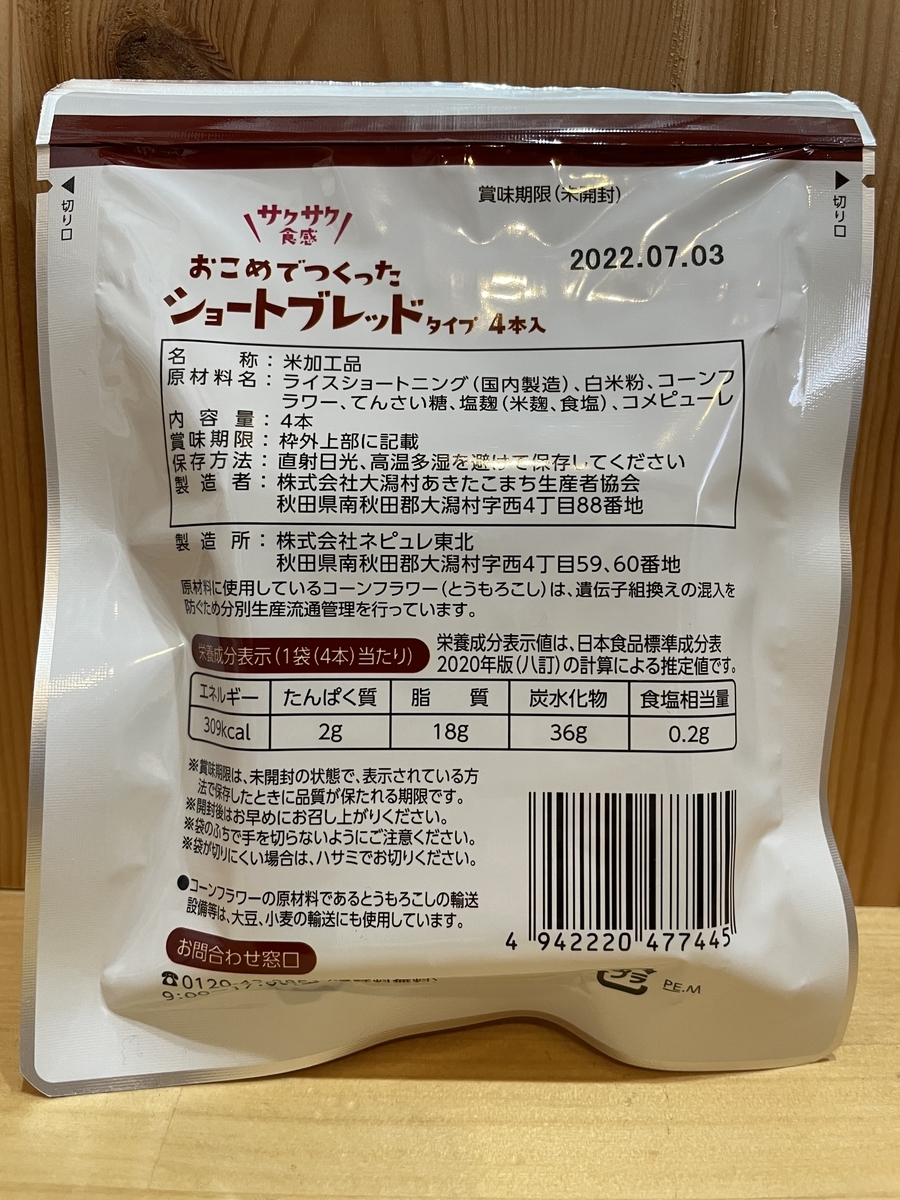 賞味期限(未開封)
2022.07.03
切り口
切り口
サクサク
食感
おこめでつくった
ショートブレッドタイプ 4本入
名称:米加工品
原材料名:ライスショートニング(国内製造)、白米粉、コーンフ
ラワー、てんさい糖、塩麹(米麹、食塩)、コメピューレ
内容量:4本
賞味期限:枠外上部に記載
保存方法:直射日光、高温多湿を避けて保存してください
製造者:株式会社大潟村あきたこまち生産者協会
秋田県南秋田郡大潟村字西4丁目88番地
製造所:株式会社ネピュレ東北
秋田県南秋田郡大潟村字西4丁目59、60番地
原材料に使用しているコーンフラワー(とうもろこし)は、遺伝子組換えの混入を
防ぐため分別生産流通管理を行っています。
栄養成分表示(1袋(4本)当たり)
栄養成分表示値は、日本食品標準成分表
2020年版(八訂)の計算による推定値です。
エネルギー たんぱく質 脂質 炭水化物 食塩相当量
309kcal 2g 18g 36g 0.2g
※賞味期限は、未開封の状態で、表示されている方
法で保存したときに品質が保たれる期限です。
※開封後はお早めにお召し上がりください。
※袋のふちで手を切らないようにご注意ください。
※袋が切りにくい場合は、ハサミでお切りください。
●コーンフラワーの原材料であるとうもろこしの輸送
設備等は、大豆、小麦の輸送にも使用しています。
4 942220 477445
お問合わせ窓口
☎0120
9:00
プラ
PE.M